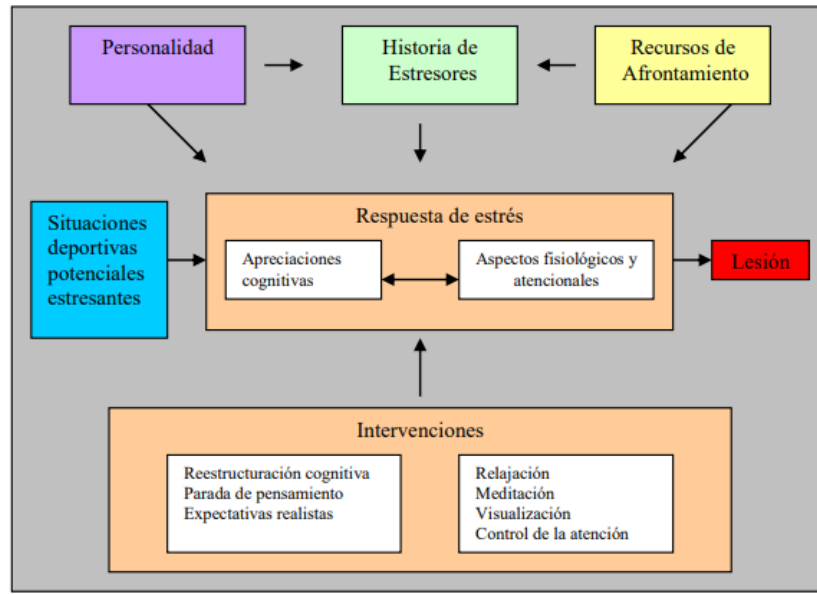 Personalidad
Historia de
Estresores
Recursos de
Afrontamiento
Situaciones
deportivas
potenciales
estresantes
Respuesta de estrés
Apreciaciones
cognitivas
Aspectos fisiológicos y
atencionales
Lesión
Intervenciones
Reestructuración cognitiva
Parada de pensamiento
Expectativas realistas
Relajación
Meditación
Visualización
Control de la atención